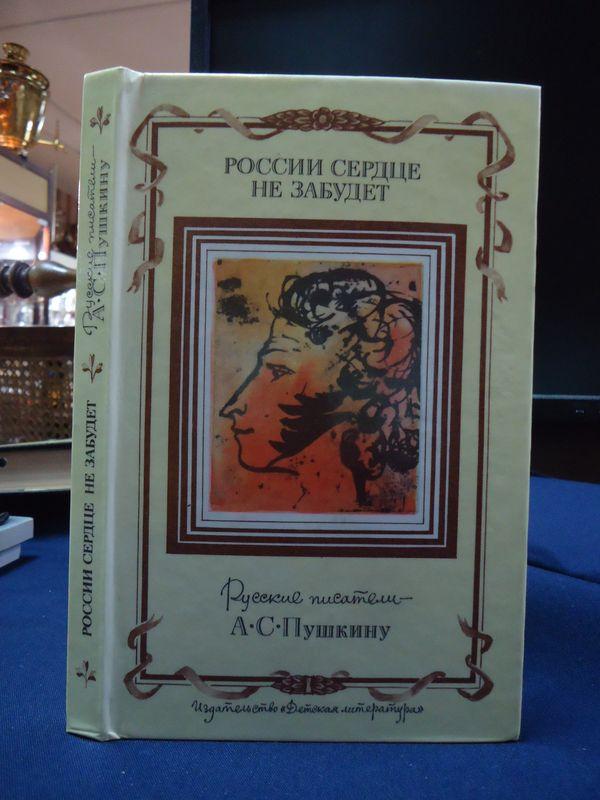 РОССИИ СЕРДЦЕ
НЕ ЗАБУДЕТ
Русские писатели—
А·С·Пушкину
Издательство «Детская литература»
РОССИИ СЕРДЦЕ НЕ ЗАБУДЕТ
Русские писатели—
А·С·Пушкину